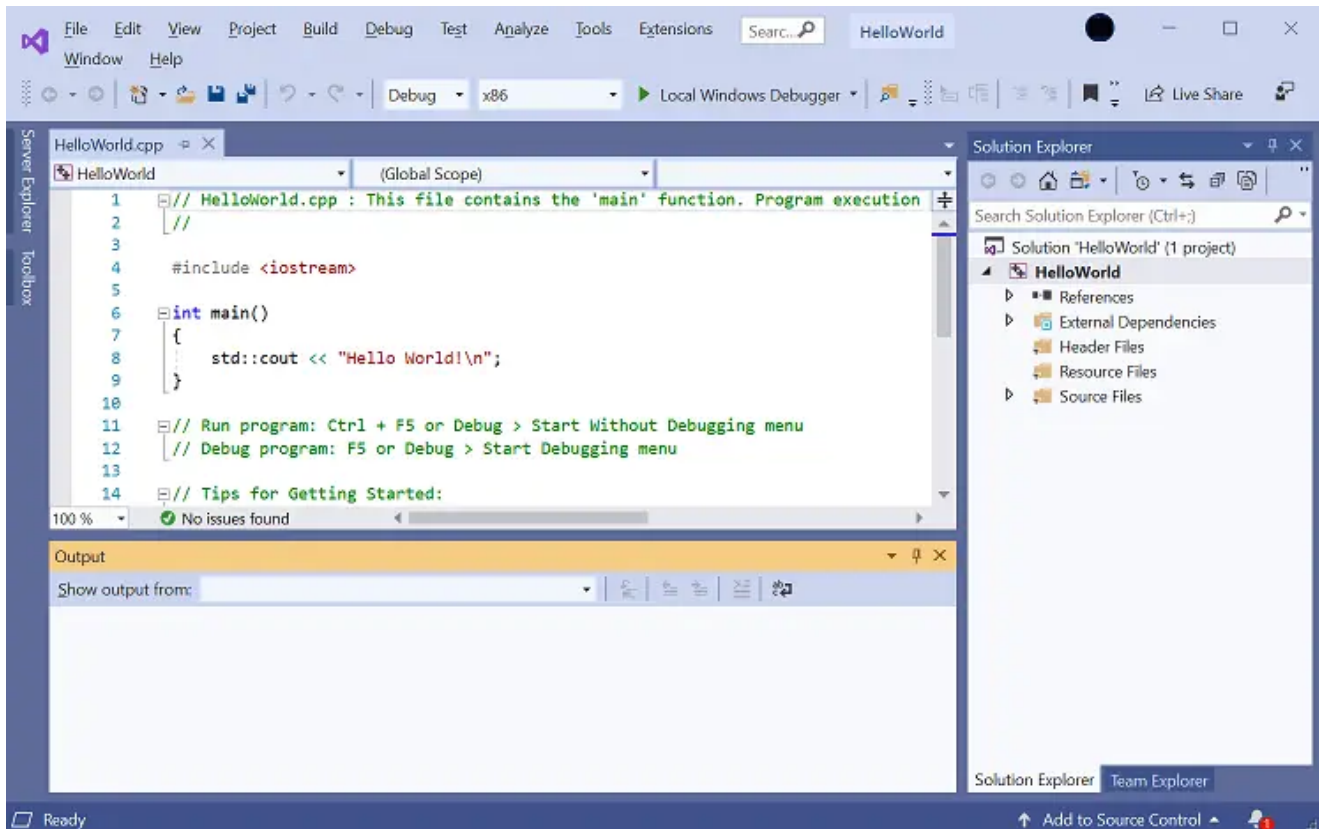 File Edit View Project Build Debug Test Analyze Tools Extensions Searc... HelloWorld
Window Help
Debug x86 Local Windows Debugger Live Share
Server Explorer
Toolbox
HelloWorld.cpp
HelloWorld (Global Scope)
1 // HelloWorld.cpp : This file contains the 'main' function. Program execution
2 //
3
4 #include <iostream>
5
6 int main()
7 {
8 std::cout << "Hello World!\n";
9 }
10
11 // Run program: Ctrl + F5 or Debug > Start Without Debugging menu
12 // Debug program: F5 or Debug > Start Debugging menu
13
14 // Tips for Getting Started:
100 % No issues found
Output
Show output from:
Solution Explorer
Search Solution Explorer (Ctrl+;)
Solution 'HelloWorld' (1 project)
HelloWorld
References
External Dependencies
Header Files
Resource Files
Source Files
Solution Explorer Team Explorer
Ready Add to Source Control 1